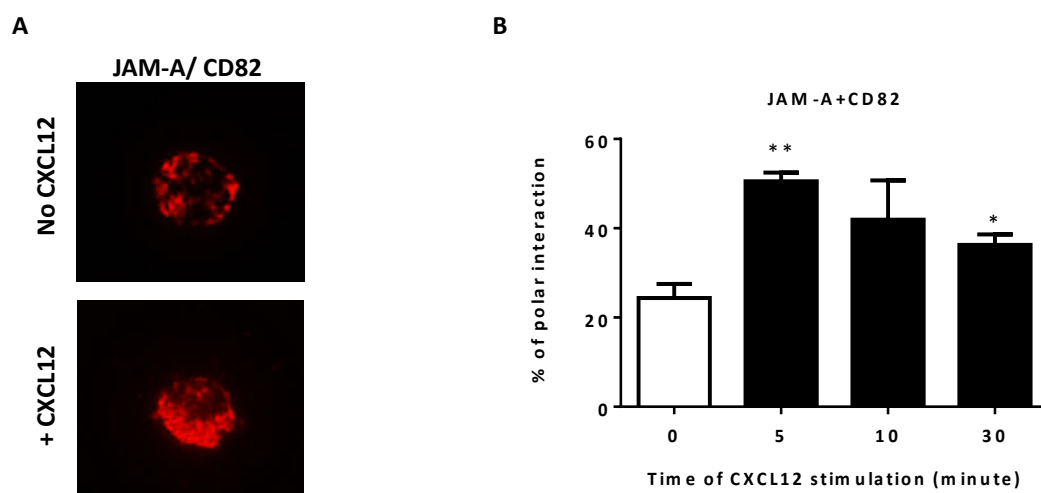 A
JAM-A/ CD82
No CXCL12
+ CXCL12
B
JAM-A+CD82
% of polar interaction
60
40
20
0
**
*
0 5 10 30
Time of CXCL12 stimulation (minute)